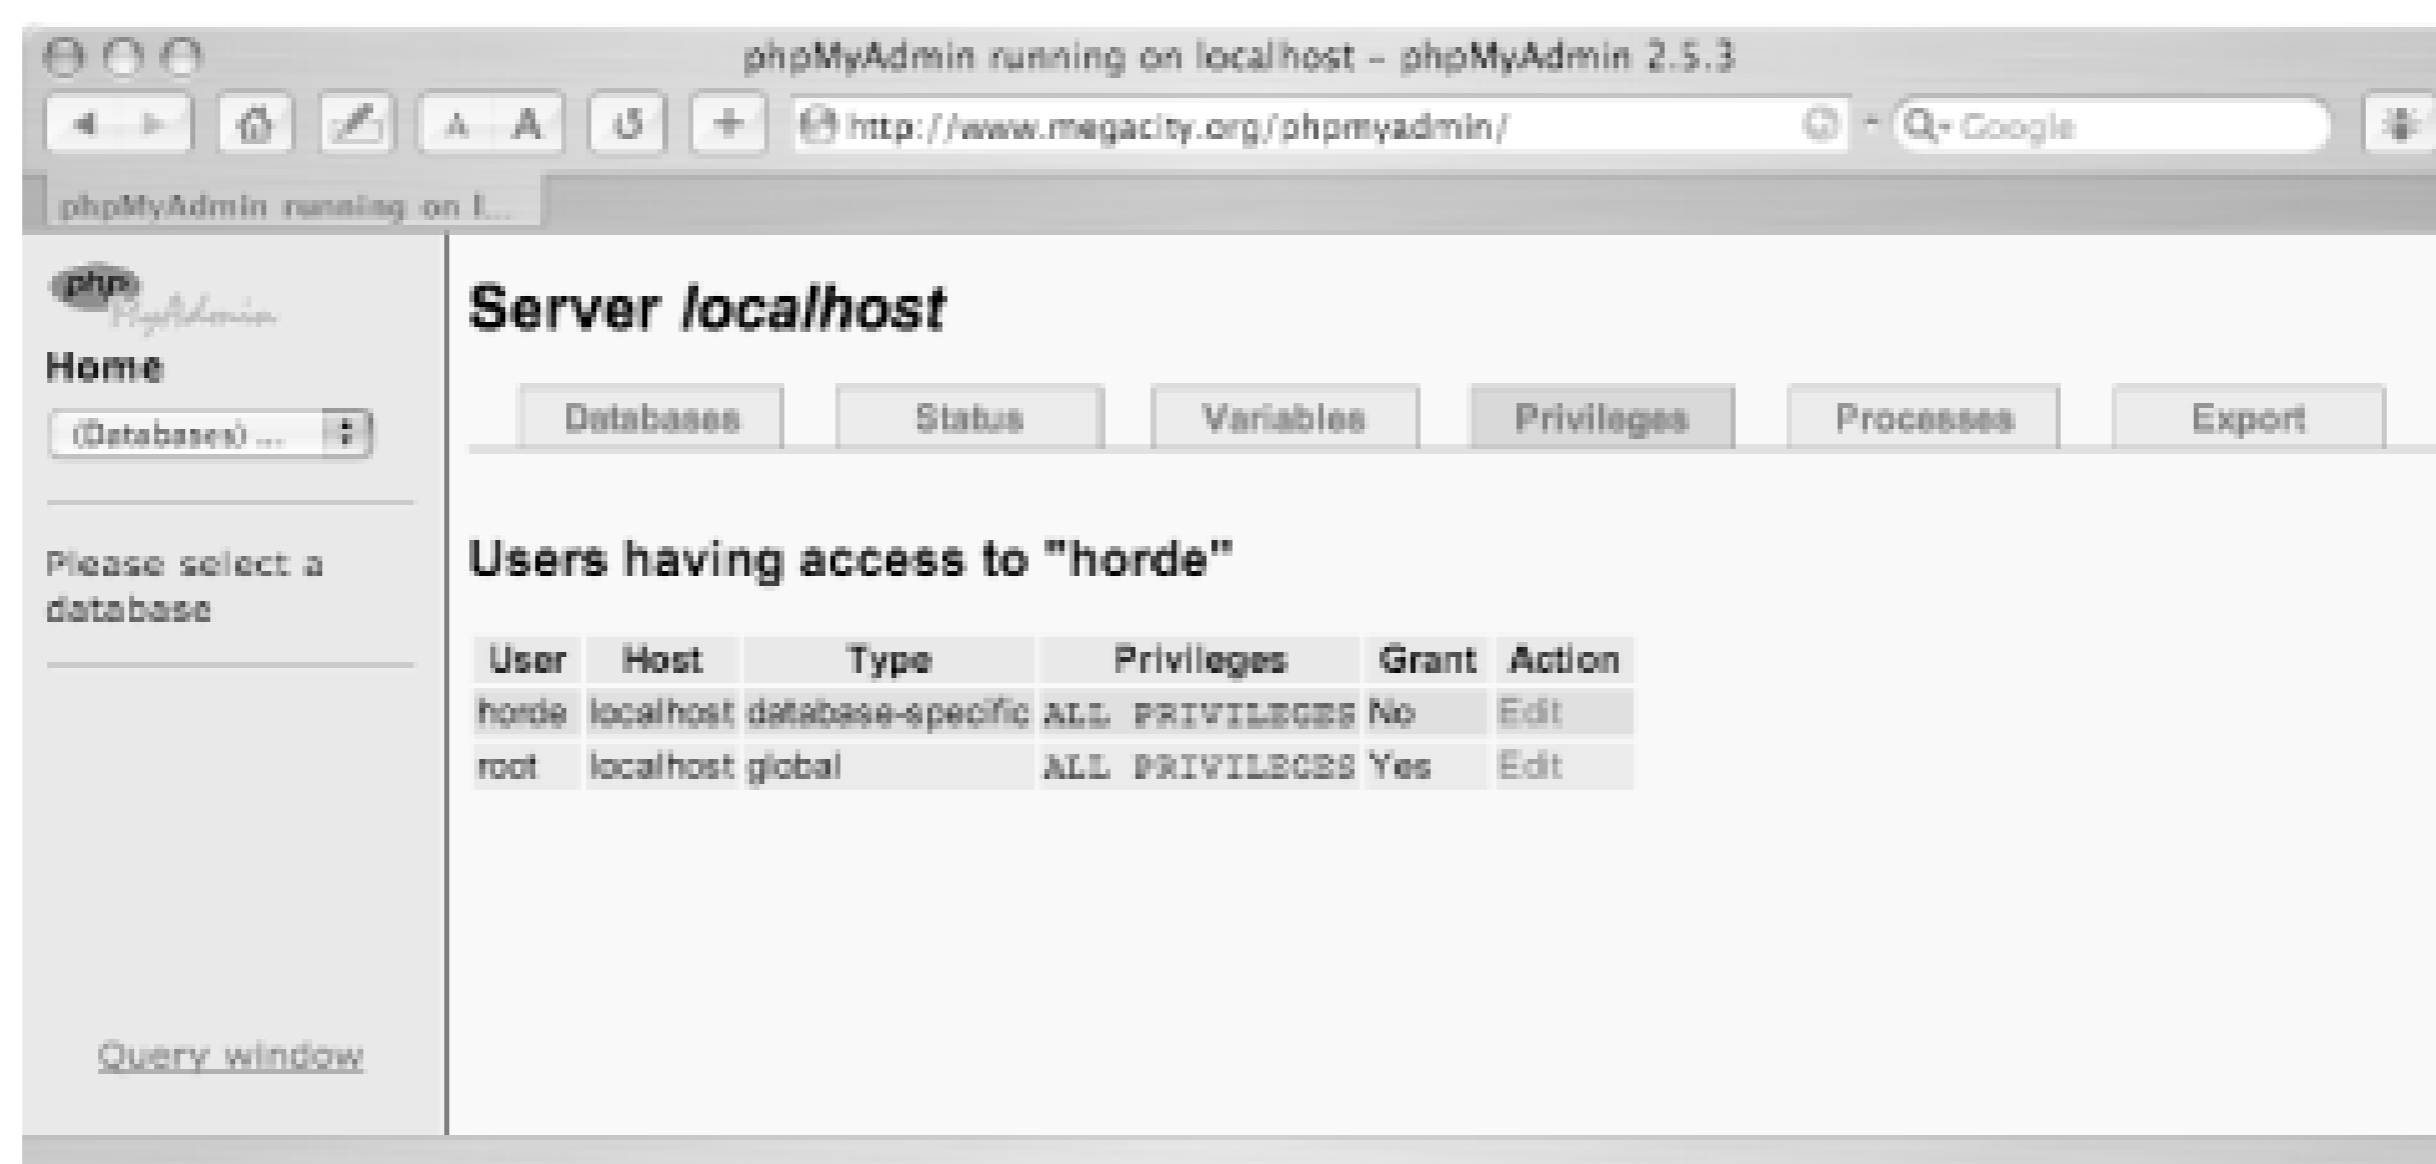 phpMyAdmin running on localhost – phpMyAdmin 2.5.3
A A http://www.megacity.org/phpmyadmin/ Google
phpMyAdmin running on l...
php
MyAdmin
Home
(Databases) ...
Please select a
database
Query window
Server localhost
Databases Status Variables Privileges Processes Export
Users having access to "horde"
User Host Type Privileges Grant Action
horde localhost database-specific ALL PRIVILEGES No Edit
root localhost global ALL PRIVILEGES Yes Edit